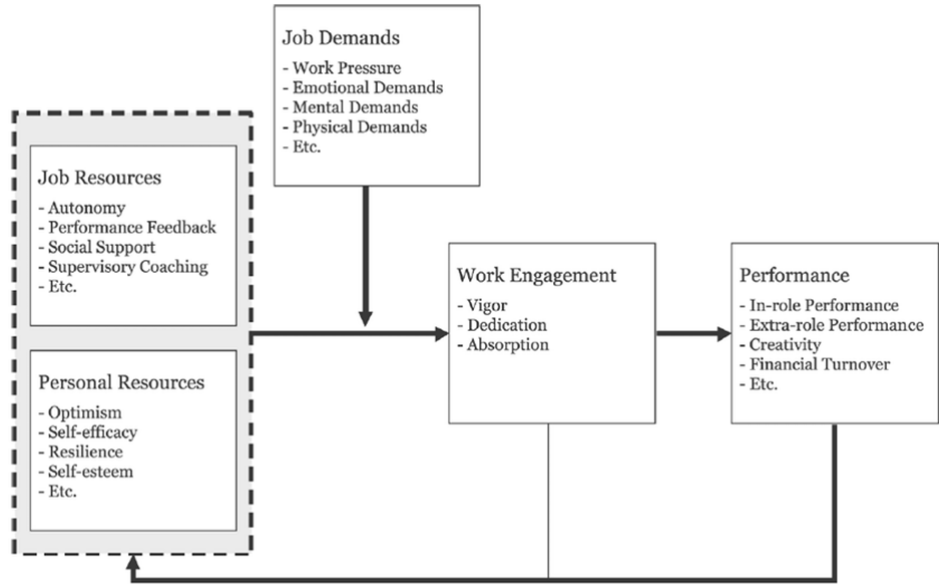 Job Demands
- Work Pressure
- Emotional Demands
- Mental Demands
- Physical Demands
- Etc.
Job Resources
- Autonomy
- Performance Feedback
- Social Support
- Supervisory Coaching
- Etc.
Personal Resources
- Optimism
- Self-efficacy
- Resilience
- Self-esteem
- Etc.
Work Engagement
- Vigor
- Dedication
- Absorption
Performance
- In-role Performance
- Extra-role Performance
- Creativity
- Financial Turnover
- Etc.